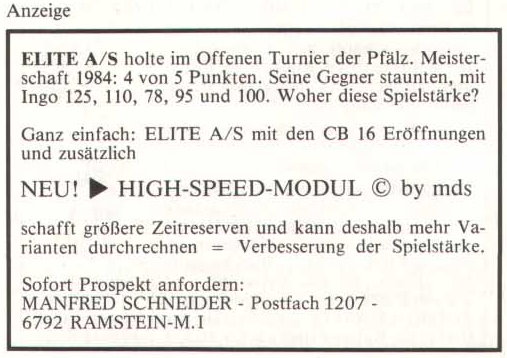 Anzeige
ELITE A/S holte im Offenen Turnier der Pfälz. Meister-
schaft 1984: 4 von 5 Punkten. Seine Gegner staunten, mit
Ingo 125, 110, 78, 95 und 100. Woher diese Spielstärke?
Ganz einfach: ELITE A/S mit den CB 16 Eröffnungen
und zusätzlich
NEU! ▶ HIGH-SPEED-MODUL © by mds
schafft größere Zeitreserven und kann deshalb mehr Va-
rianten durchrechnen = Verbesserung der Spielstärke.
Sofort Prospekt anfordern:
MANFRED SCHNEIDER - Postfach 1207 -
6792 RAMSTEIN-M.I